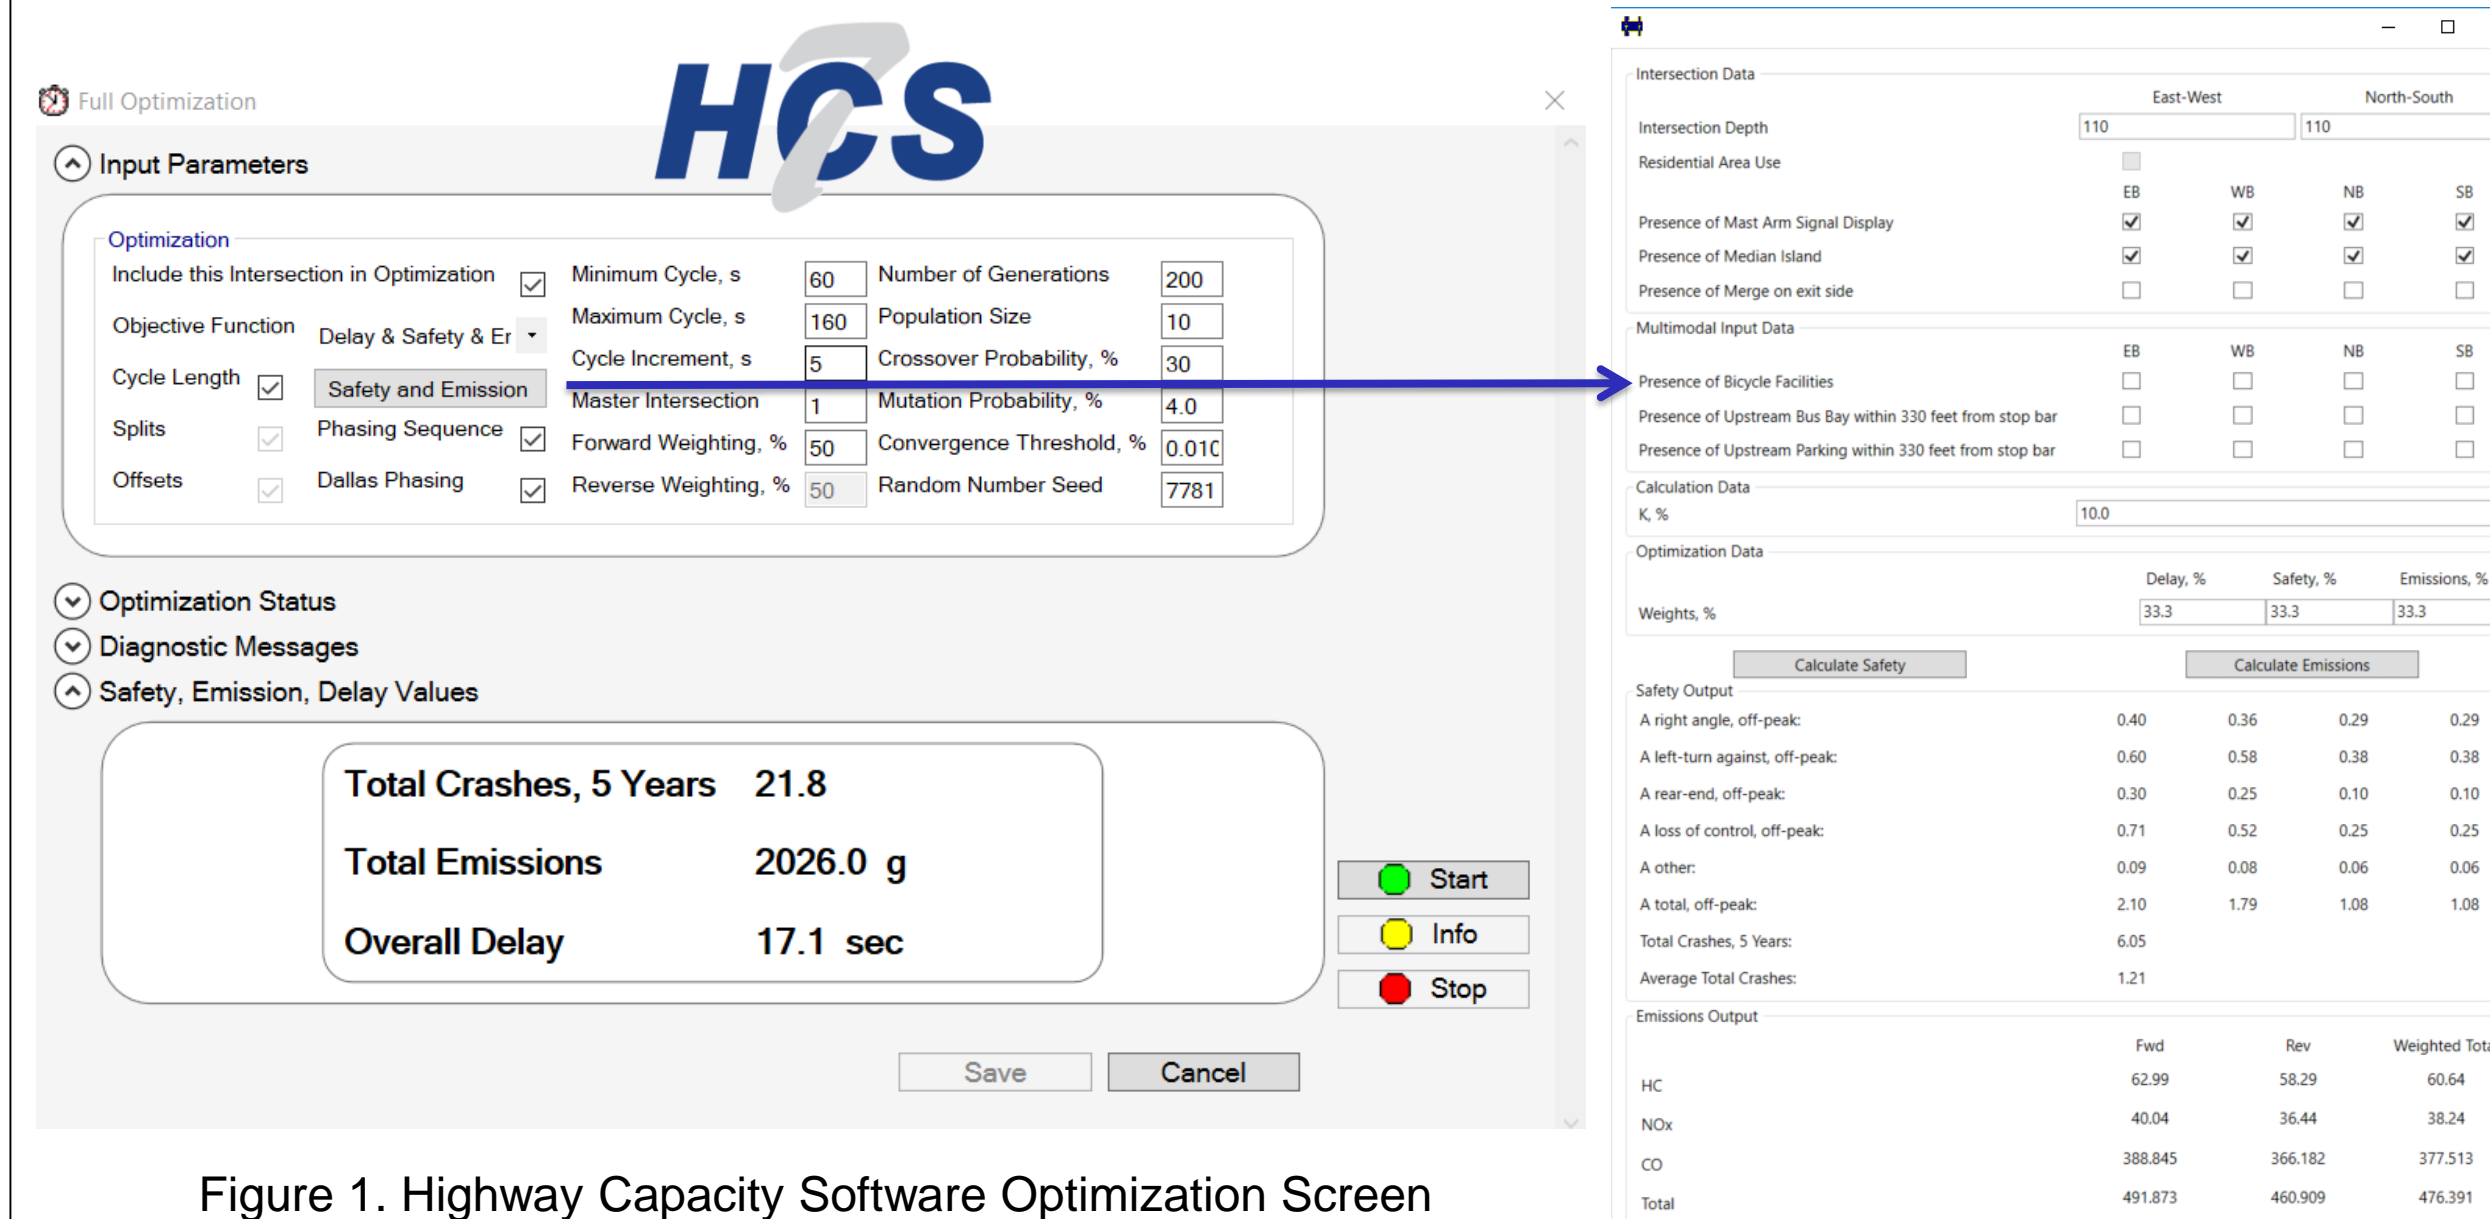 HCS
7
Full Optimization
Input Parameters
Optimization
Include this Intersection in Optimization
Objective Function Delay & Safety & Er
Cycle Length Safety and Emission
Splits Phasing Sequence
Offsets Dallas Phasing
Minimum Cycle, s 60 Number of Generations 200
Maximum Cycle, s 160 Population Size 10
Cycle Increment, s 5 Crossover Probability, % 30
Master Intersection 1 Mutation Probability, % 4.0
Forward Weighting, % 50 Convergence Threshold, % 0.010
Reverse Weighting, % 50 Random Number Seed 7781
Optimization Status
Diagnostic Messages
Safety, Emission, Delay Values
Total Crashes, 5 Years 21.8
Total Emissions 2026.0 g
Overall Delay 17.1 sec
Start
Info
Stop
Save Cancel
Figure 1. Highway Capacity Software Optimization Screen
Intersection Data
East-West North-South
Intersection Depth 110 110
Residential Area Use
EB WB NB SB
Presence of Mast Arm Signal Display
Presence of Median Island
Presence of Merge on exit side
Multimodal Input Data
EB WB NB SB
Presence of Bicycle Facilities
Presence of Upstream Bus Bay within 330 feet from stop bar
Presence of Upstream Parking within 330 feet from stop bar
Calculation Data
K, % 10.0
Optimization Data
Delay, % Safety, % Emissions, %
Weights, % 33.3 33.3 33.3
Calculate Safety Calculate Emissions
Safety Output
A right angle, off-peak: 0.40 0.36 0.29 0.29
A left-turn against, off-peak: 0.60 0.58 0.38 0.38
A rear-end, off-peak: 0.30 0.25 0.10 0.10
A loss of control, off-peak: 0.71 0.52 0.25 0.25
A other: 0.09 0.08 0.06 0.06
A total, off-peak: 2.10 1.79 1.08 1.08
Total Crashes, 5 Years: 6.05
Average Total Crashes: 1.21
Emissions Output
Fwd Rev Weighted Tota
HC 62.99 58.29 60.64
NOx 40.04 36.44 38.24
CO 388.845 366.182 377.513
Total 491.873 460.909 476.391